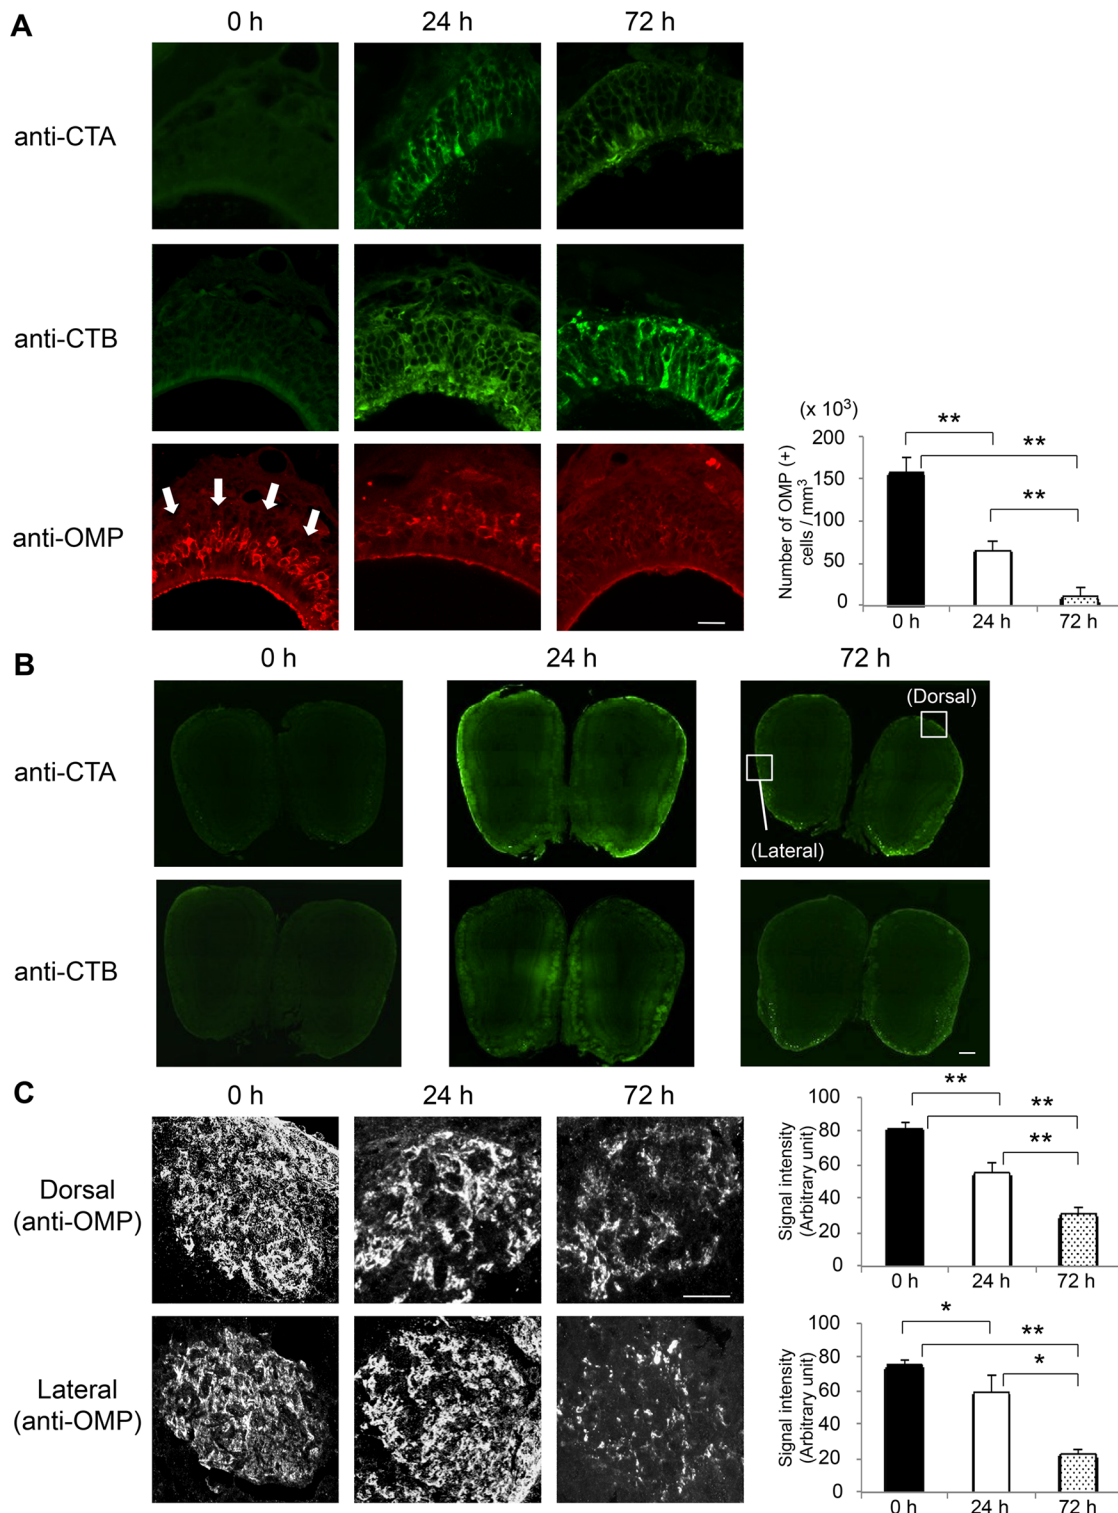 A
0 h
24 h
72 h
anti-CTA
anti-CTB
anti-OMP
(x 10³)
**
**
**
200
150
100
50
0
Number of OMP (+)
cells / mm³
0 h
24 h
72 h
B
0 h
24 h
72 h
anti-CTA
(Dorsal)
(Lateral)
anti-CTB
C
0 h
24 h
72 h
Dorsal
(anti-OMP)
**
**
**
100
80
60
40
20
0
Signal intensity
(Arbitrary unit)
0 h
24 h
72 h
Lateral
(anti-OMP)
*
**
*
100
80
60
40
20
0
Signal intensity
(Arbitrary unit)
0 h
24 h
72 h